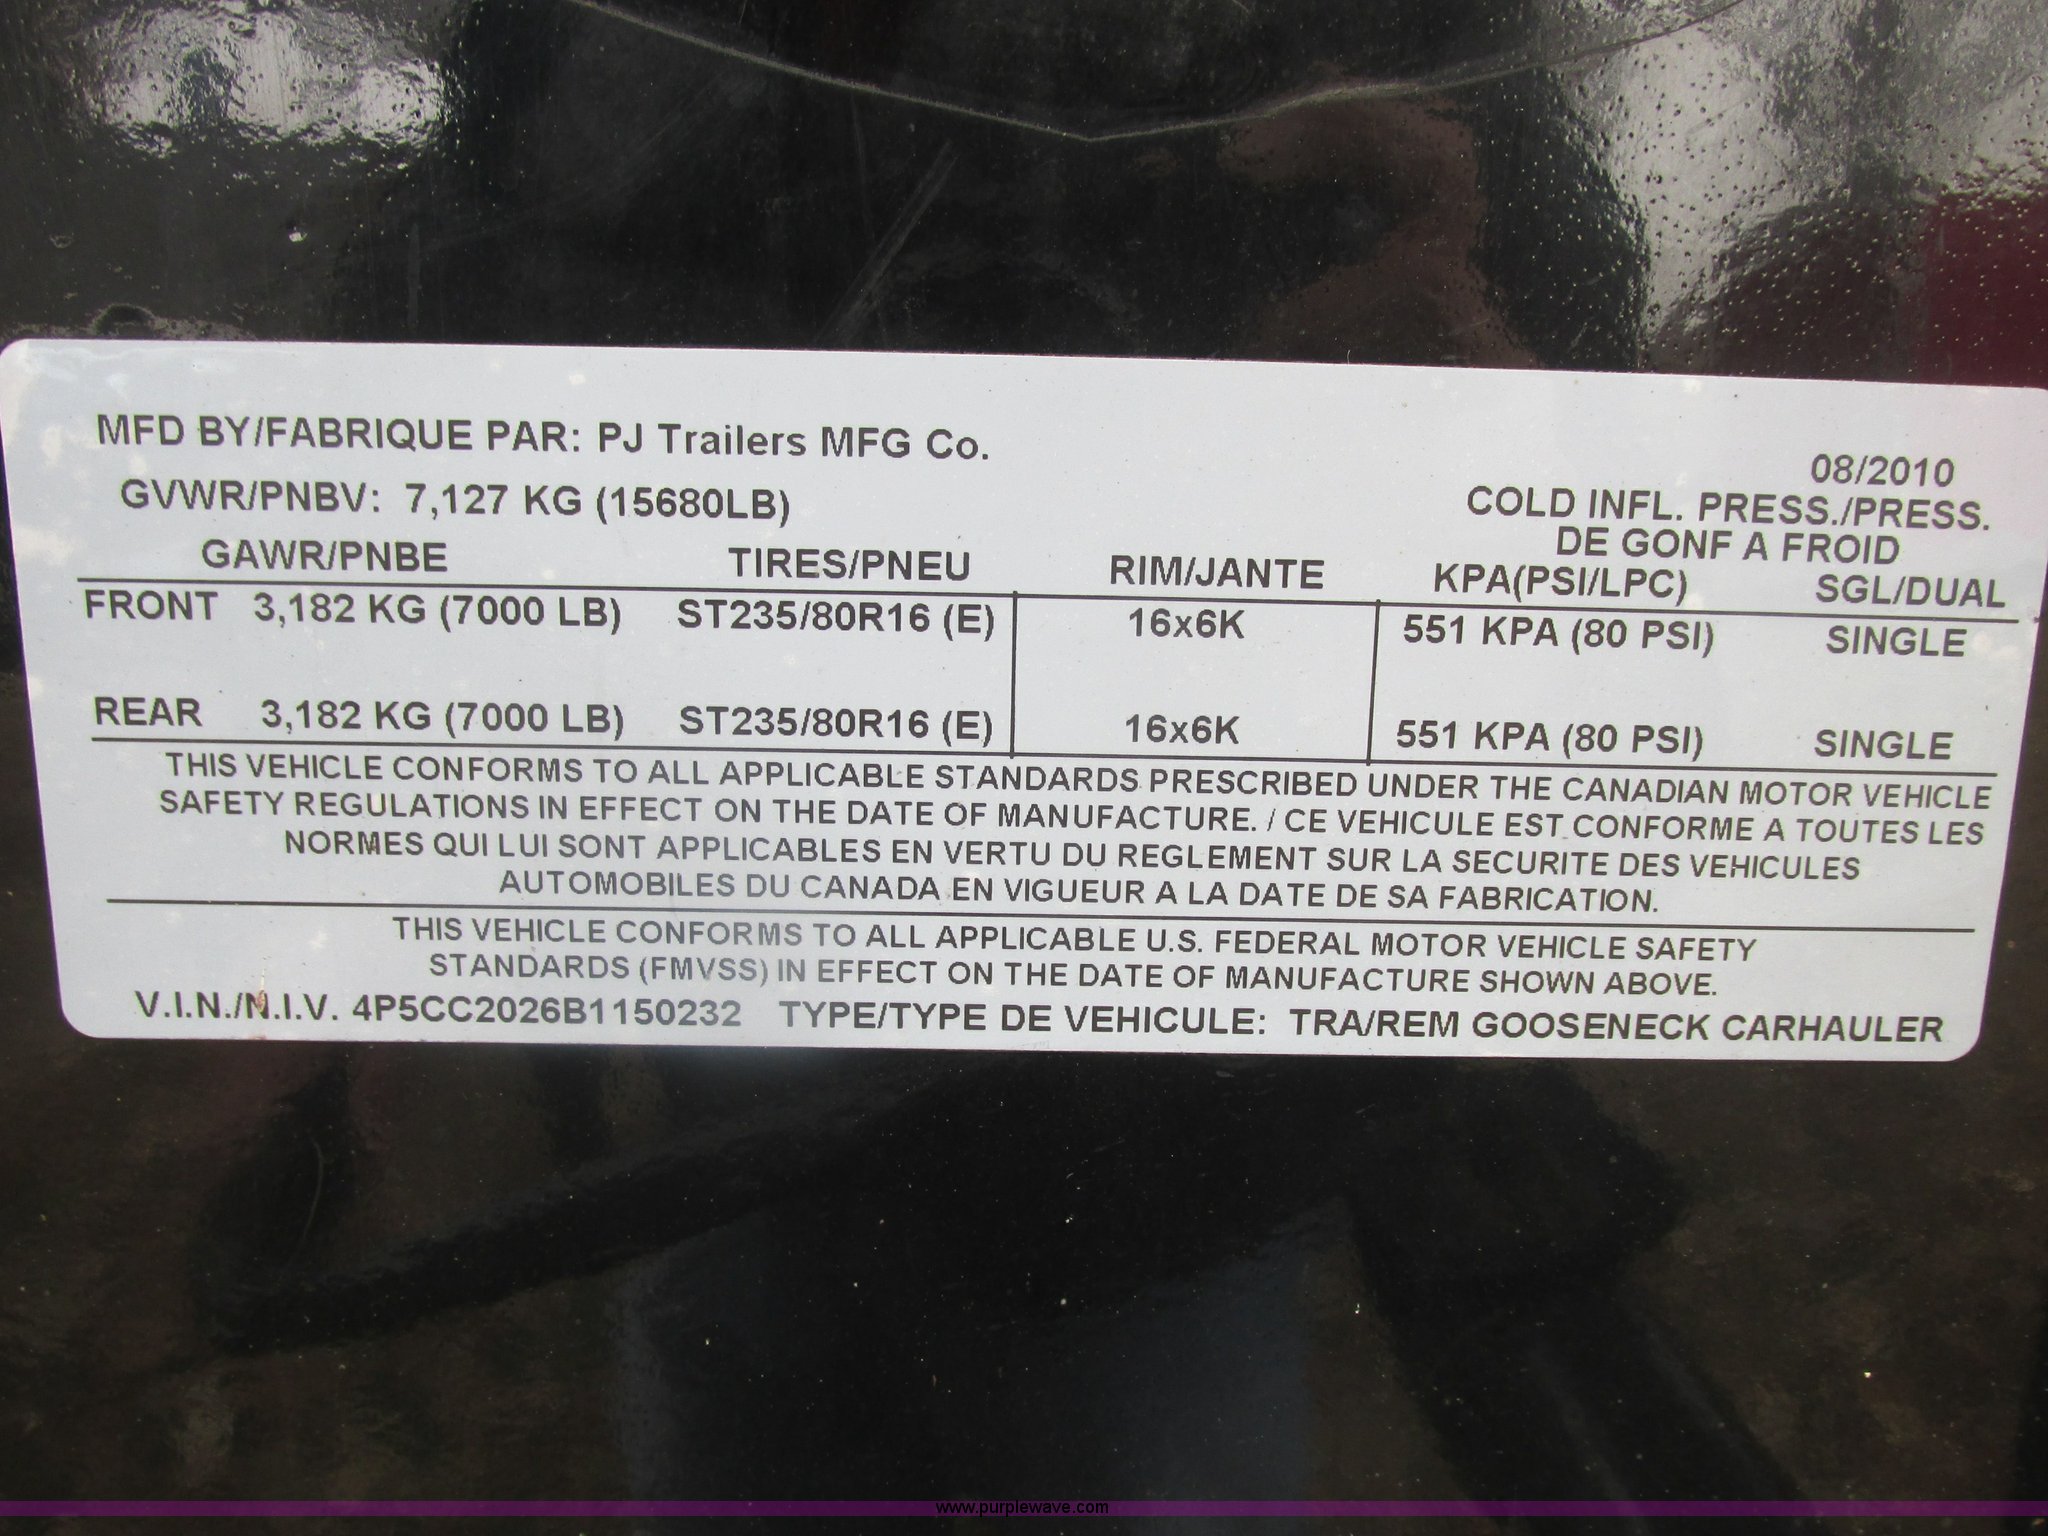 MFD BY/FABRIQUE PAR: PJ Trailers MFG Co.
08/2010
GVWR/PNBV: 7,127 KG (15680LB)
COLD INFL. PRESS./PRESS.
DE GONF A FROID
GAWR/PNBE TIRES/PNEU RIM/JANTE KPA(PSI/LPC) SGL/DUAL
FRONT 3,182 KG (7000 LB) ST235/80R16 (E) 16x6K 551 KPA (80 PSI) SINGLE
REAR 3,182 KG (7000 LB) ST235/80R16 (E) 16x6K 551 KPA (80 PSI) SINGLE
THIS VEHICLE CONFORMS TO ALL APPLICABLE STANDARDS PRESCRIBED UNDER THE CANADIAN MOTOR VEHICLE
SAFETY REGULATIONS IN EFFECT ON THE DATE OF MANUFACTURE. / CE VEHICULE EST CONFORME A TOUTES LES
NORMES QUI LUI SONT APPLICABLES EN VERTU DU REGLEMENT SUR LA SECURITE DES VEHICULES
AUTOMOBILES DU CANADA EN VIGUEUR A LA DATE DE SA FABRICATION.
THIS VEHICLE CONFORMS TO ALL APPLICABLE U.S. FEDERAL MOTOR VEHICLE SAFETY
STANDARDS (FMVSS) IN EFFECT ON THE DATE OF MANUFACTURE SHOWN ABOVE.
V.I.N./N.I.V. 4P5CC2026B1150232 TYPE/TYPE DE VEHICULE: TRA/REM GOOSENECK CARHAULER
www.purplewave.com